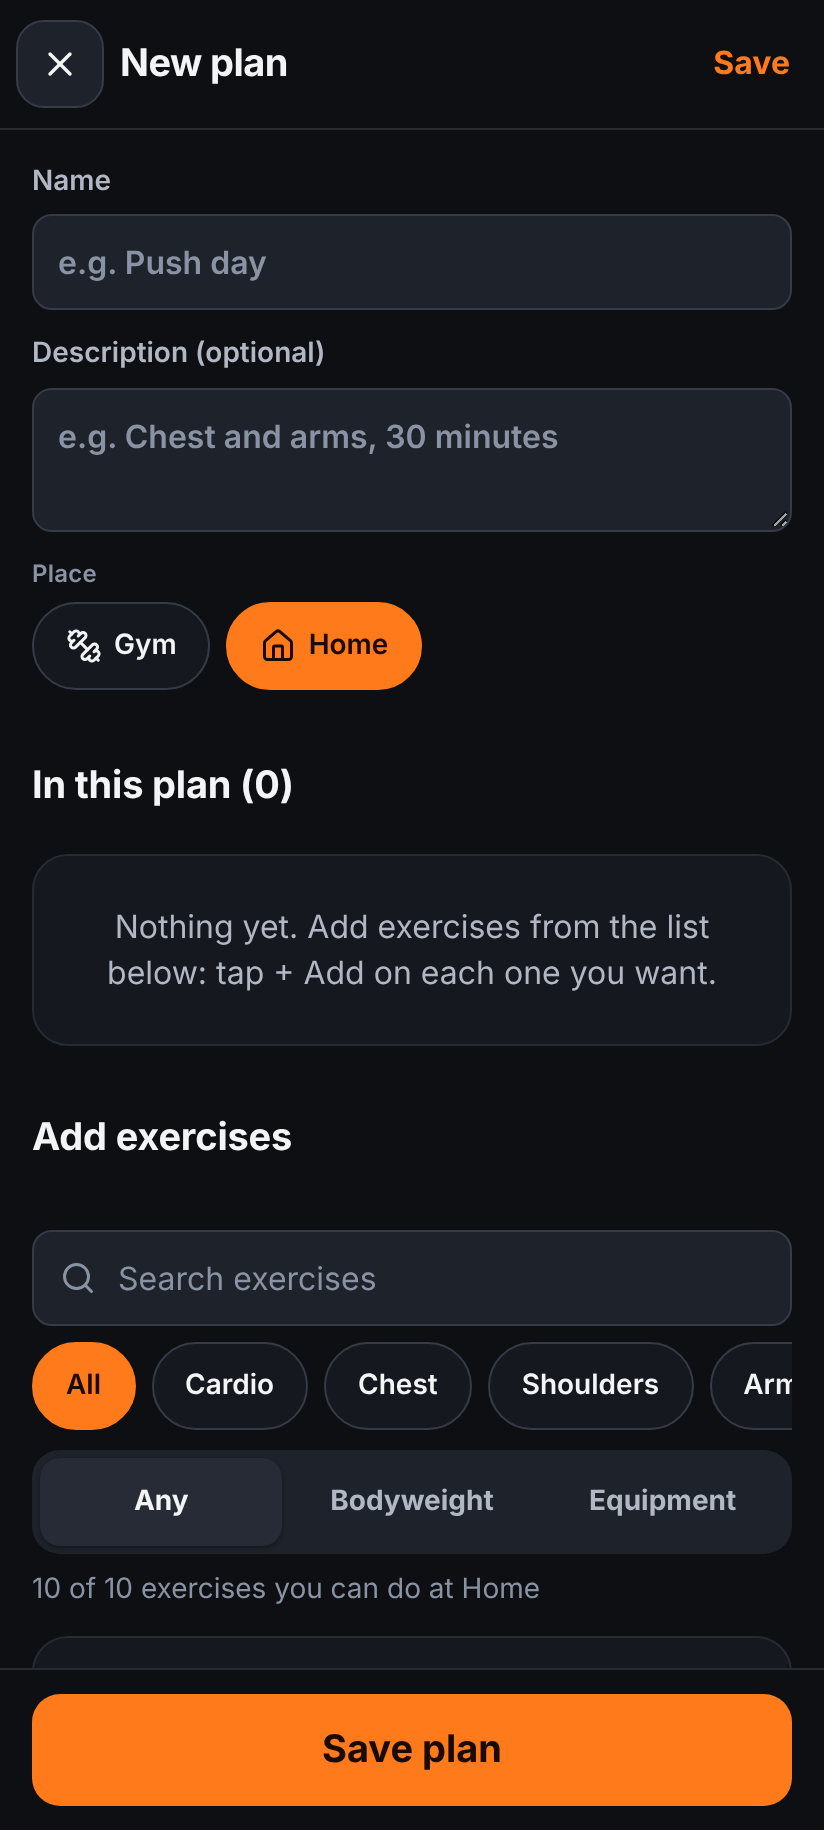 New plan
Save
Name
e.g. Push day
Description (optional)
e.g. Chest and arms, 30 minutes
Place
Gym
Home
In this plan (0)
Nothing yet. Add exercises from the list
below: tap + Add on each one you want.
Add exercises
Search exercises
All
Cardio
Chest
Shoulders
Arm
Any
Bodyweight
Equipment
10 of 10 exercises you can do at Home
Save plan